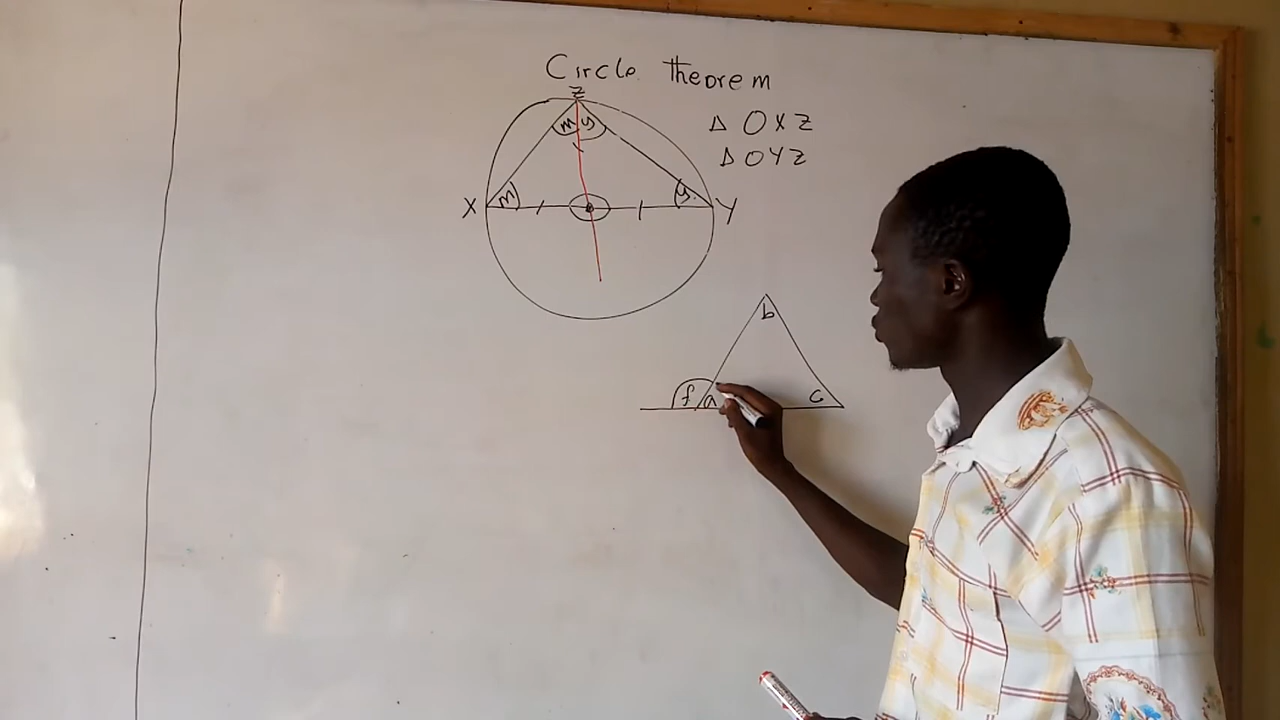 Circle Theorem
Z
Δ OXZ
m y
Δ OYZ
m y
X Y
b
f a c